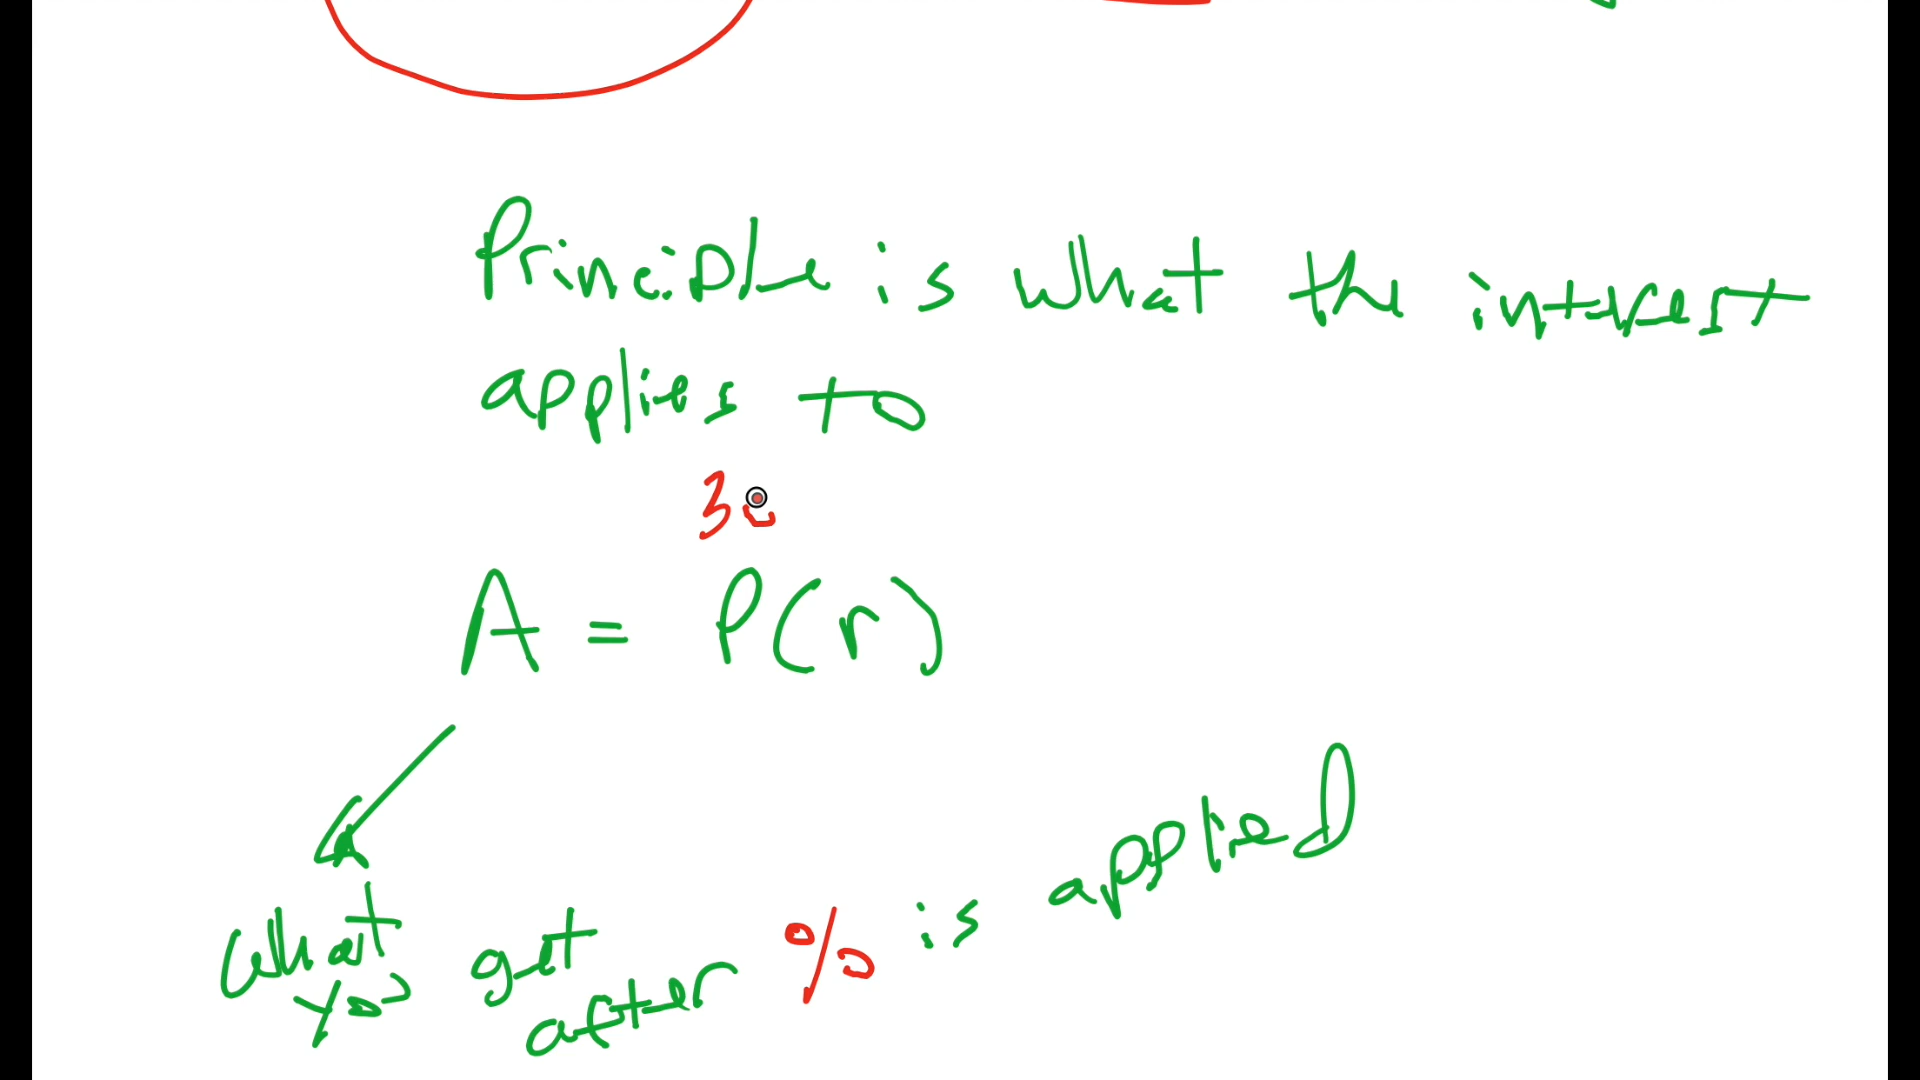 Principle is what the interest
applies to
30
A = P(r)
What you get after % is applied